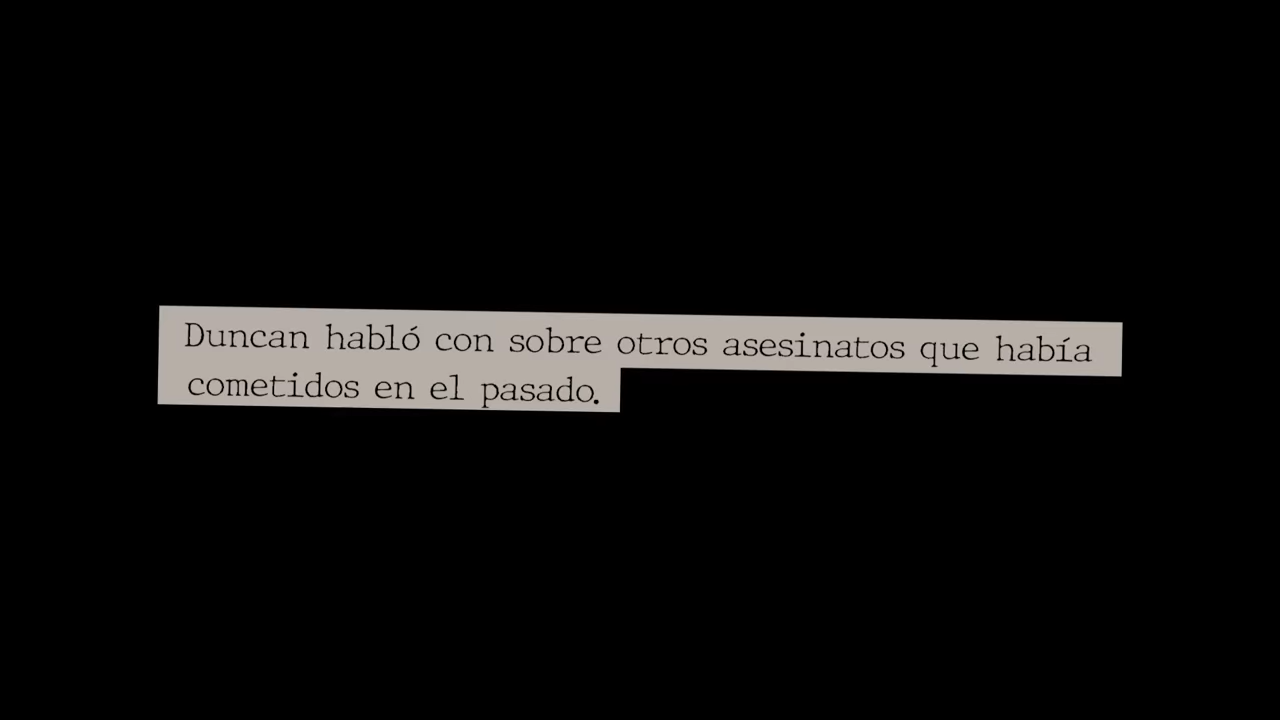 Duncan habló con sobre otros asesinatos que había
cometidos en el pasado.